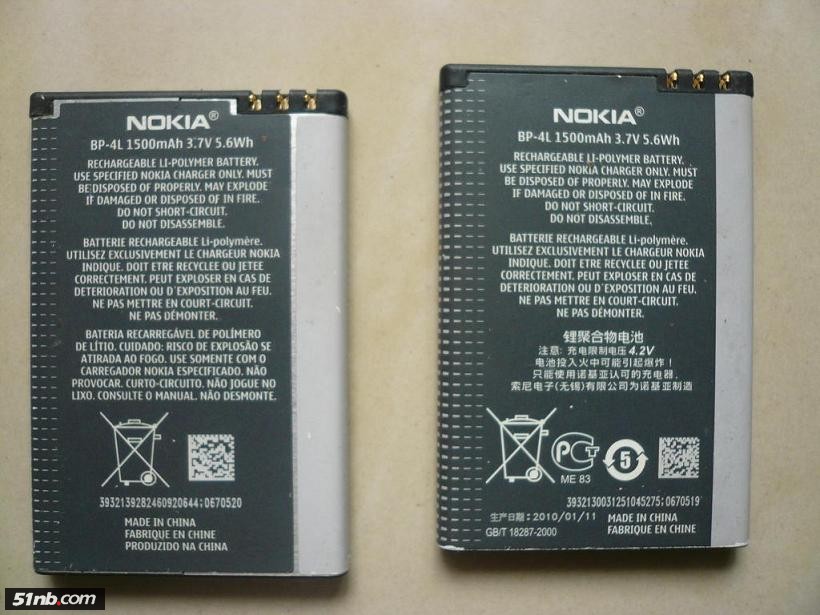 NOKIA®
BP-4L 1500mAh 3.7V 5.6Wh
RECHARGEABLE Li-POLYMER BATTERY.
USE SPECIFIED NOKIA CHARGER ONLY. MUST
BE DISPOSED OF PROPERLY. MAY EXPLODE
IF DAMAGED OR DISPOSED OF IN FIRE.
DO NOT SHORT-CIRCUIT.
DO NOT DISASSEMBLE.
BATTERIE RECHARGEABLE Li-polymère.
UTILISEZ EXCLUSIVEMENT LE CHARGEUR NOKIA
INDIQUE. DOIT ETRE RECYCLEE OU JETEE
CORRECTEMENT. PEUT EXPLOSER EN CAS DE
DETERIORATION OU D'EXPOSITION AU FEU.
NE PAS METTRE EN COURT-CIRCUIT.
NE PAS DÉMONTER.
BATERIA RECARREGÁVEL DE POLÍMERO
DE LÍTIO. CUIDADO: RISCO DE EXPLOSÃO SE
ATIRADA AO FOGO. USE SOMENTE COM O
CARREGADOR NOKIA ESPECIFICADO. NÃO
PROVOCAR. CURTO-CIRCUITO. NÃO JOGUE NO
LIXO. CONSULTE O MANUAL. NÃO DESMONTE.
3932139282460920644;0670520
MADE IN CHINA
FABRIQUE EN CHINE
PRODUZIDO NA CHINA
NOKIA®
BP-4L 1500mAh 3.7V 5.6Wh
RECHARGEABLE Li-POLYMER BATTERY.
USE SPECIFIED NOKIA CHARGER ONLY. MUST
BE DISPOSED OF PROPERLY. MAY EXPLODE
IF DAMAGED OR DISPOSED OF IN FIRE.
DO NOT SHORT-CIRCUIT.
DO NOT DISASSEMBLE.
BATTERIE RECHARGEABLE Li-polymère.
UTILISEZ EXCLUSIVEMENT LE CHARGEUR NOKIA
INDIQUE. DOIT ETRE RECYCLEE OU JETEE
CORRECTEMENT. PEUT EXPLOSER EN CAS DE
DETERIORATION OU D'EXPOSITION AU FEU.
NE PAS METTRE EN COURT-CIRCUIT.
NE PAS DÉMONTER.
锂聚合物电池
注意: 充电限制电压 4.2V
电池投入火中可能引起爆炸!
只能使用诺基亚认可的充电器.
索尼电子(无锡)有限公司为诺基亚制造
PCT
ME 83
5
3932130031251045275;0670519
生产日期: 2010/01/11
GB/T 18287-2000
MADE IN CHINA
FABRIQUE EN CHINE
51nb.com